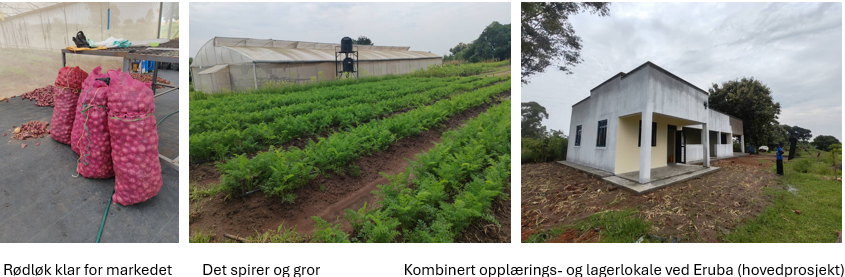 Rødløk klar for markedet
Det spirer og gror
Kombinert opplærings- og lagerlokale ved Eruba (hovedprosjekt)